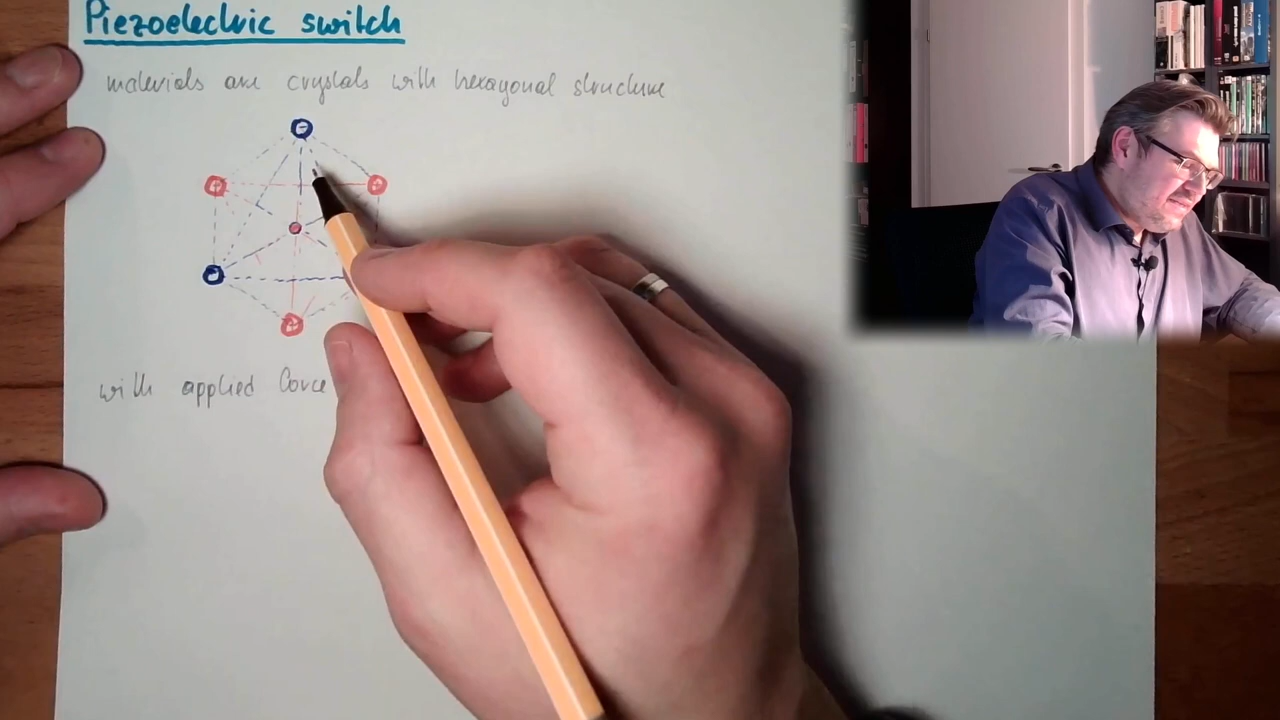 Piezoelectric switch
materials are crystals with hexagonal structure
-
+ +
-
+
with applied Force